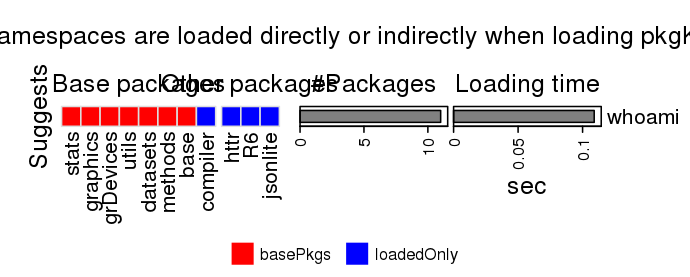 amespaces are loaded directly or indirectly when loading pkgK
Base packages
Other packages
#Packages
Loading time
Suggests
whoami
stats
graphics
grDevices
utils
datasets
methods
base
compiler
httr
R6
jsonlite
0
5
10
0
0.05
0.1
sec
basePkgs
loadedOnly